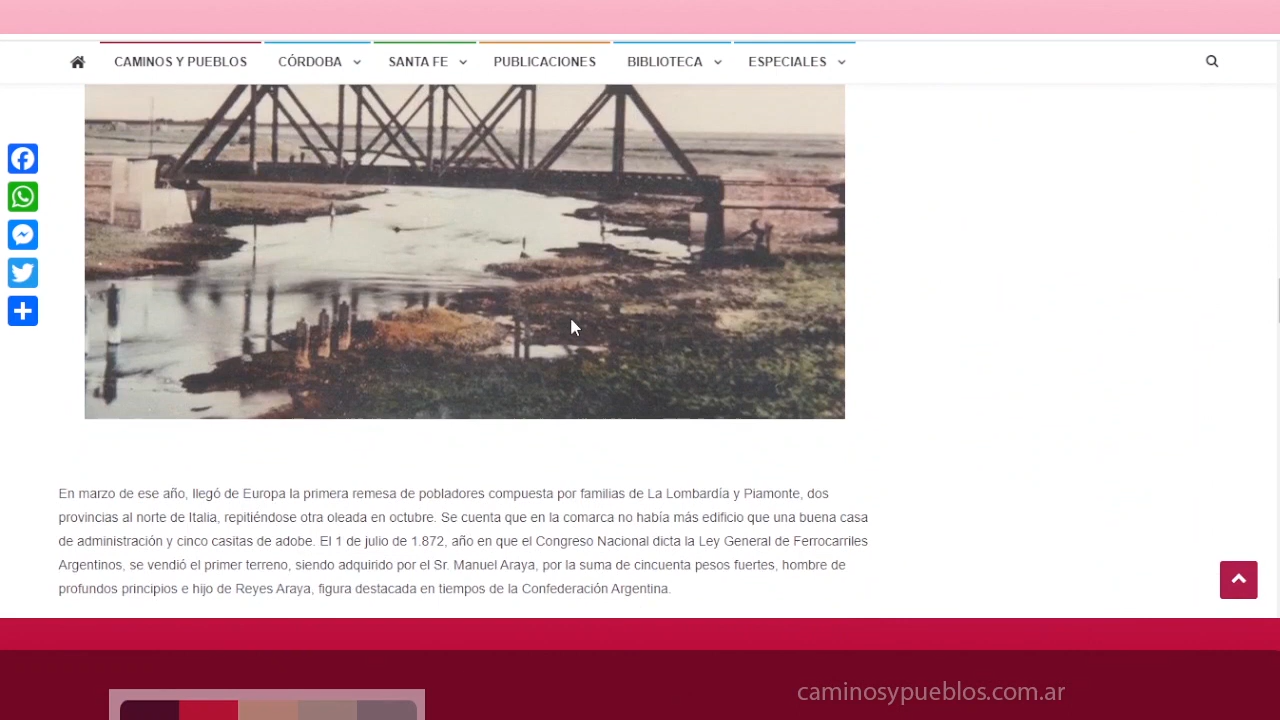 CAMINOS Y PUEBLOS CÓRDOBA SANTA FE PUBLICACIONES BIBLIOTECA ESPECIALES
En marzo de ese año, llegó de Europa la primera remesa de pobladores compuesta por familias de La Lombardía y Piamonte, dos
provincias al norte de Italia, repitiéndose otra oleada en octubre. Se cuenta que en la comarca no había más edificio que una buena casa
de administración y cinco casitas de adobe. El 1 de julio de 1.872, año en que el Congreso Nacional dicta la Ley General de Ferrocarriles
Argentinos, se vendió el primer terreno, siendo adquirido por el Sr. Manuel Araya, por la suma de cincuenta pesos fuertes, hombre de
profundos principios e hijo de Reyes Araya, figura destacada en tiempos de la Confederación Argentina.
caminosypueblos.com.ar